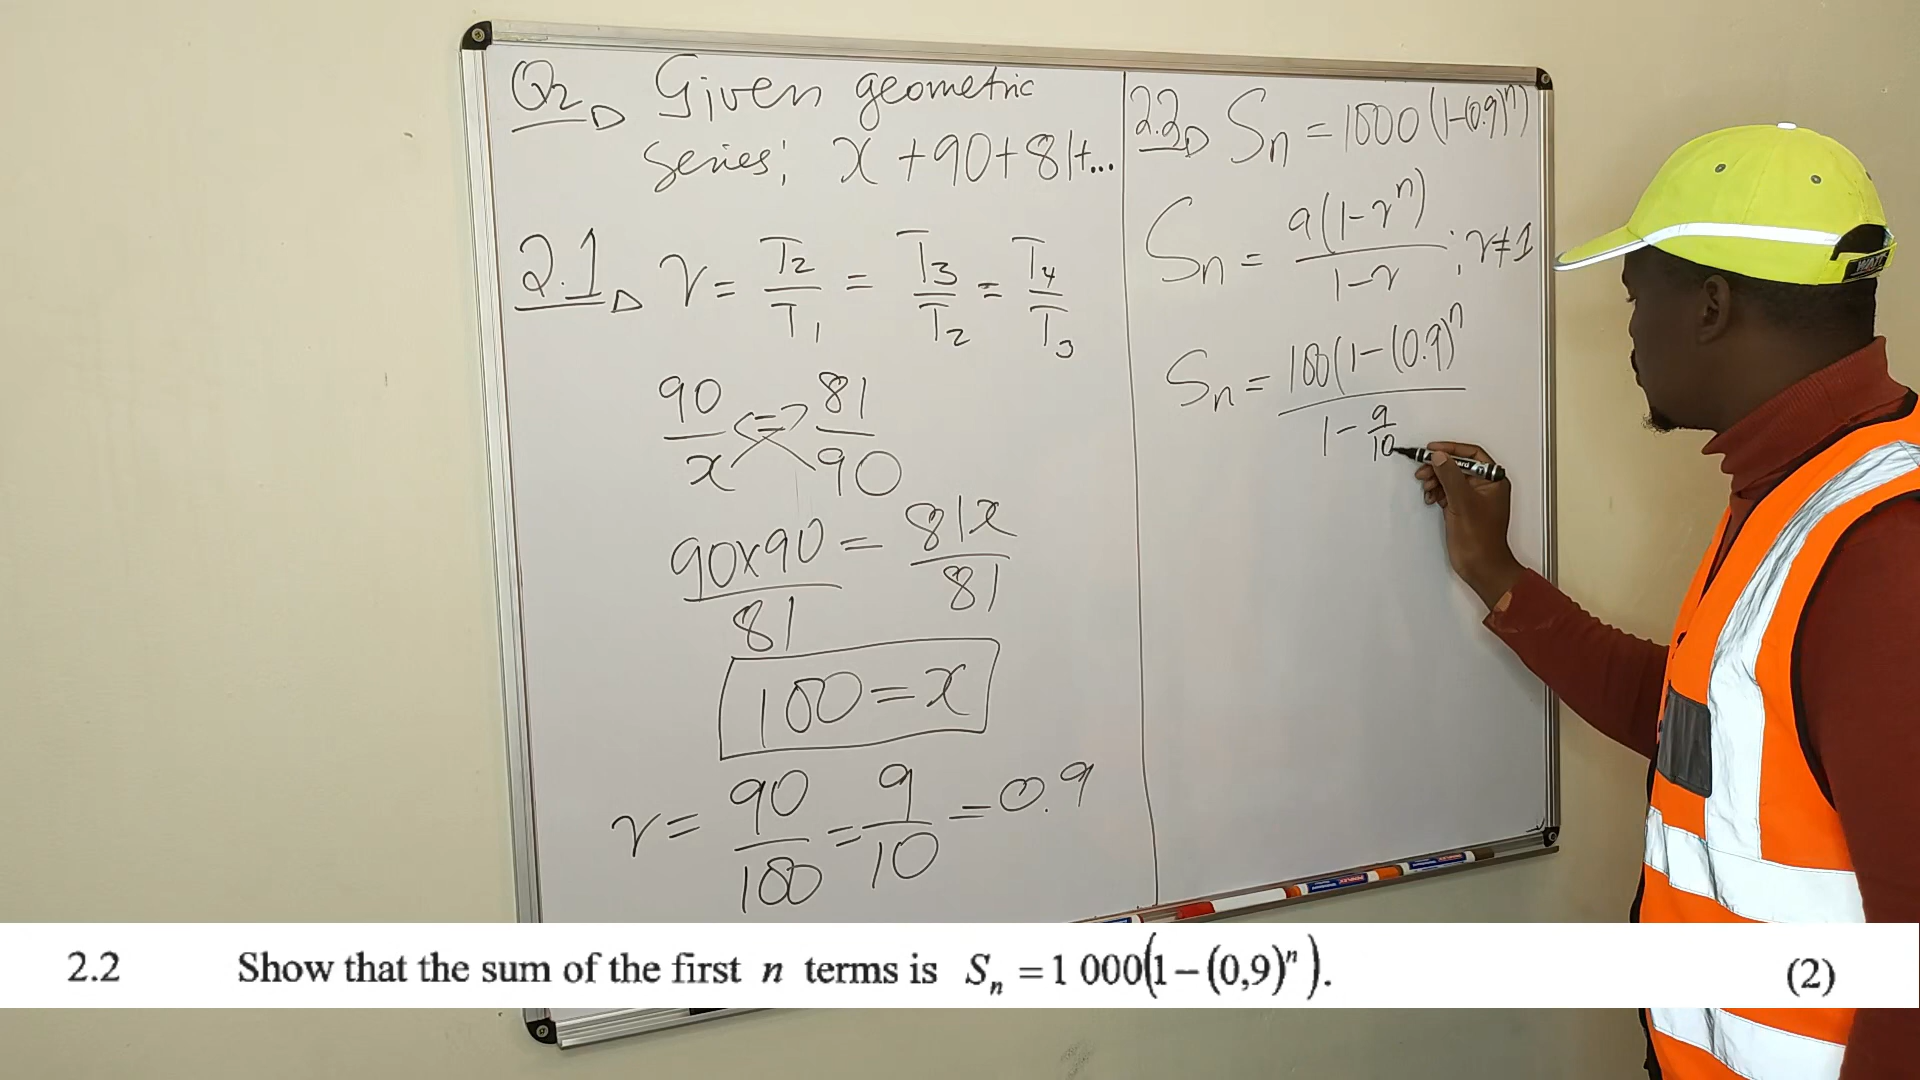 Q2 Given geometric
series; x + 90 + 81 + ...
2.1 r = T2/T1 = T3/T2 = T4/T3
90/x = 81/90
90x90/81 = 81x/81
100 = x
r = 90/100 = 9/10 = 0.9
2.2 Sn = 1000(1-(0.9)^n)
Sn = a(1-r^n)/1-r ; r≠1
Sn = 100(1-(0.9)^n/1-9/10
2.2 Show that the sum of the first n terms is Sn = 1 000(1-(0,9)^n). (2)